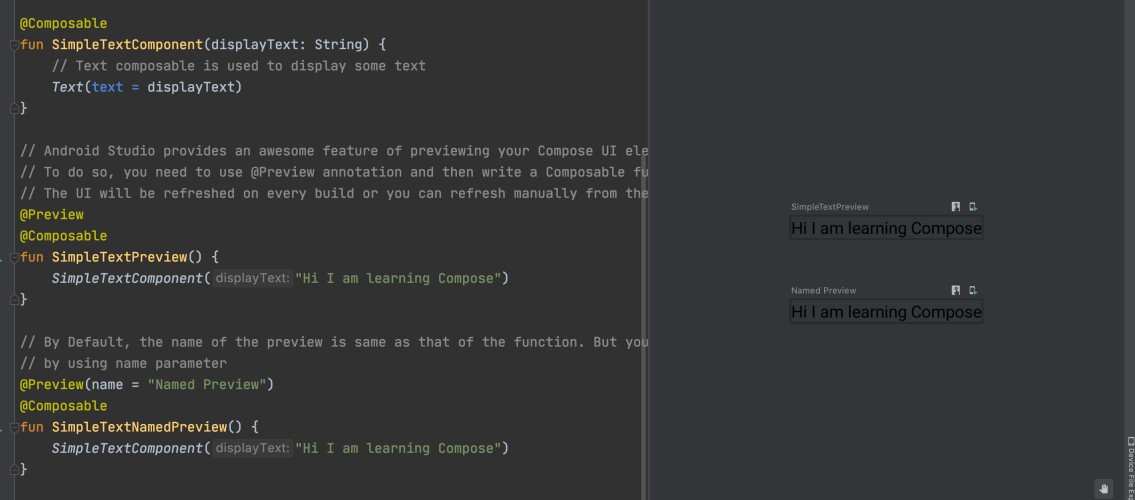 @Composable
fun SimpleTextComponent(displayText: String) {
// Text composable is used to display some text
Text(text = displayText)
}
// Android Studio provides an awesome feature of previewing your Compose UI ele
// To do so, you need to use @Preview annotation and then write a Composable fu
// The UI will be refreshed on every build or you can refresh manually from the
@Preview
@Composable
fun SimpleTextPreview() {
SimpleTextComponent( displayText: "Hi I am learning Compose")
}
// By Default, the name of the preview is same as that of the function. But you
// by using name parameter
@Preview(name = "Named Preview")
@Composable
fun SimpleTextNamedPreview() {
SimpleTextComponent( displayText: "Hi I am learning Compose")
}
SimpleTextPreview
Hi I am learning Compose
Named Preview
Hi I am learning Compose
Device File Ex